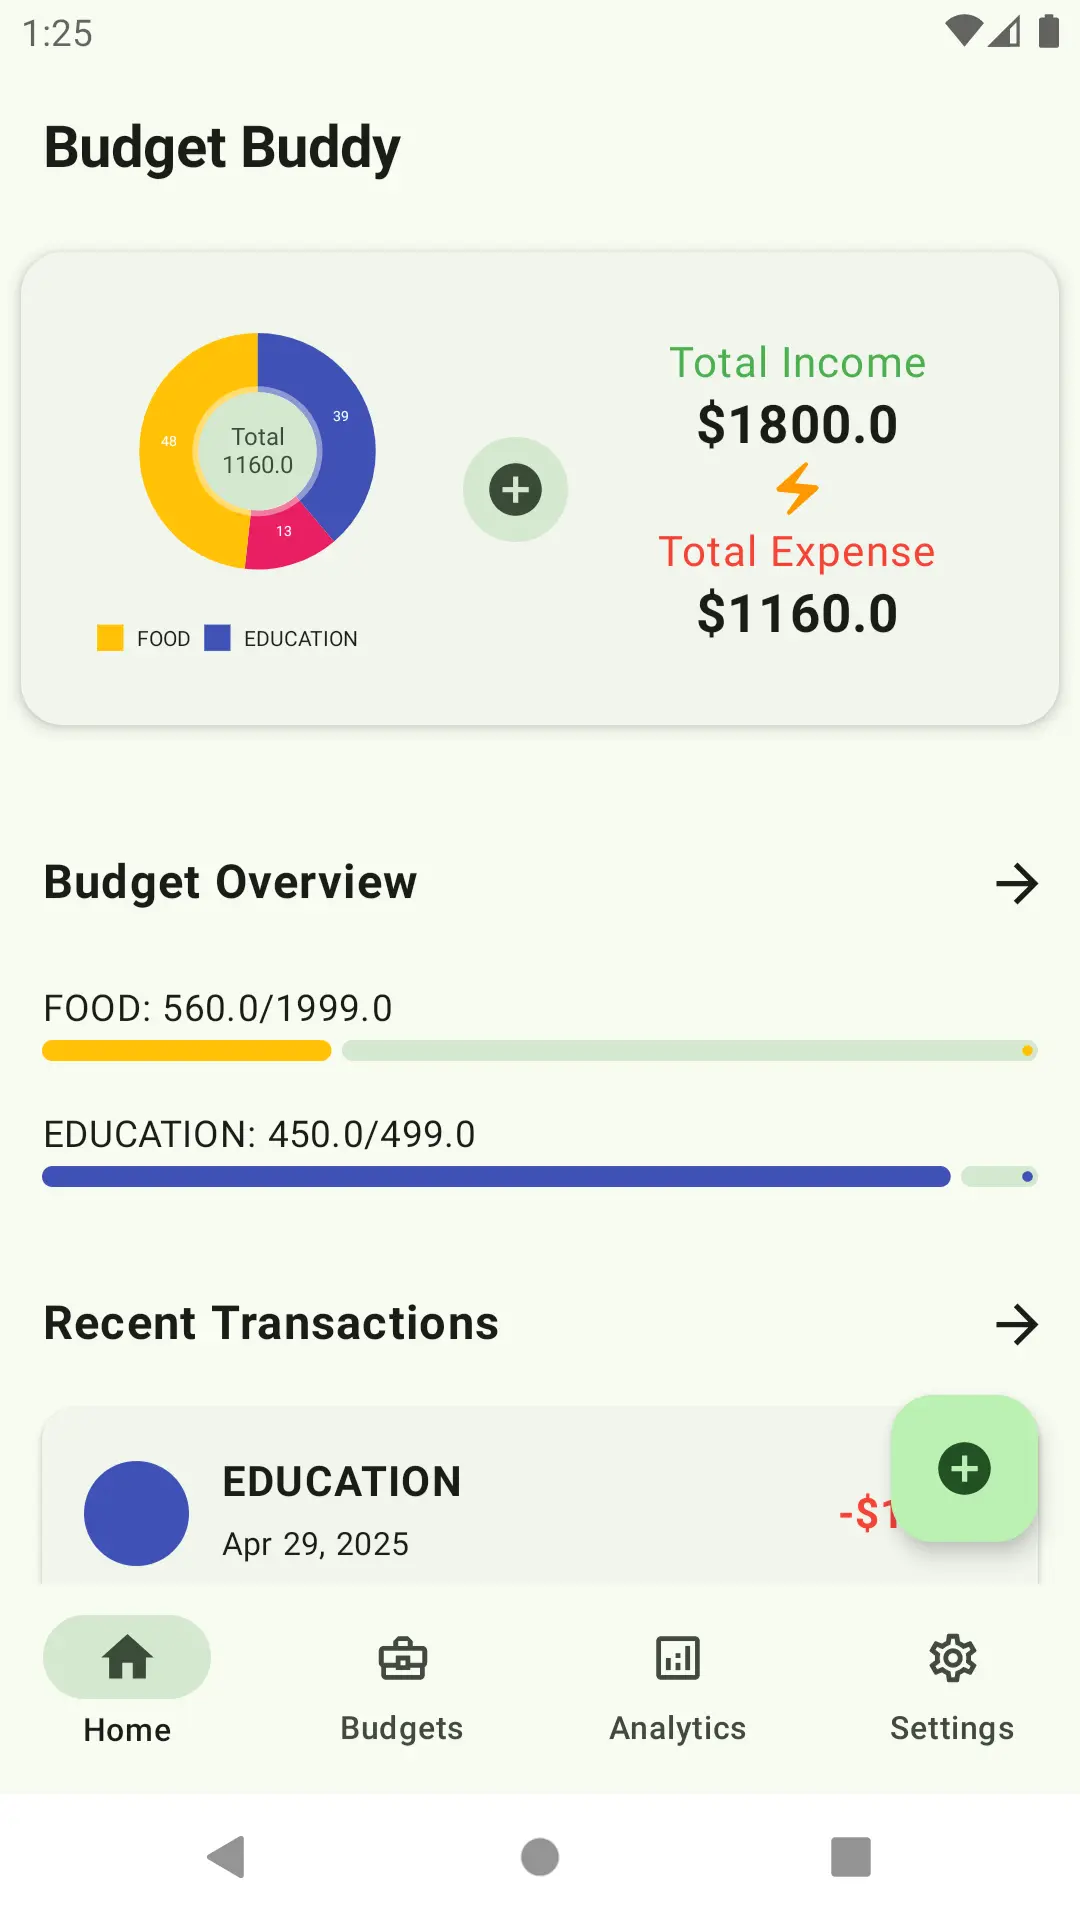 1:25
Budget Buddy
48
39
13
Total
1160.0
FOOD
EDUCATION
Total Income
$1800.0
Total Expense
$1160.0
Budget Overview
FOOD: 560.0/1999.0
EDUCATION: 450.0/499.0
Recent Transactions
EDUCATION
Apr 29, 2025
-$1
Home
Budgets
Analytics
Settings